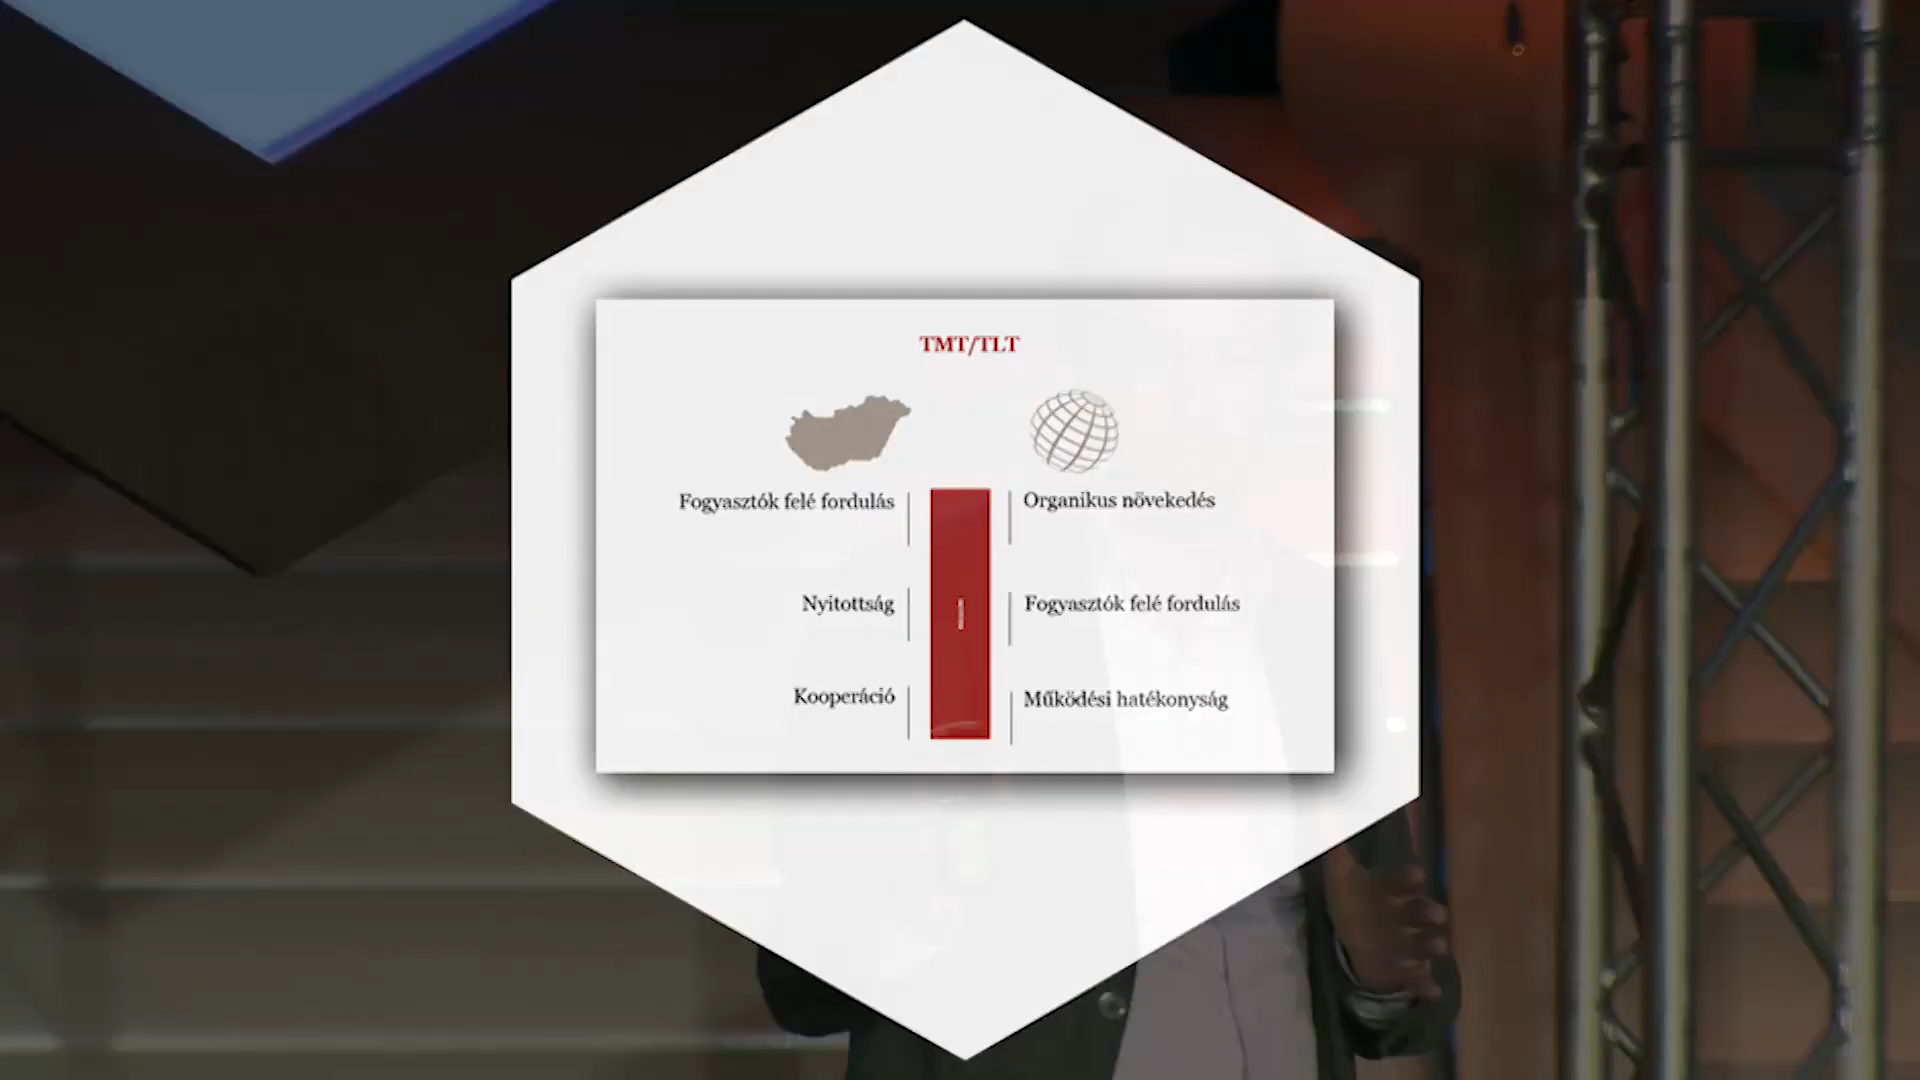 TMT/TLT
Fogyasztók felé fordulás
Organikus növekedés
Nyitottság
Fogyasztók felé fordulás
Kooperáció
Működési hatékonyság